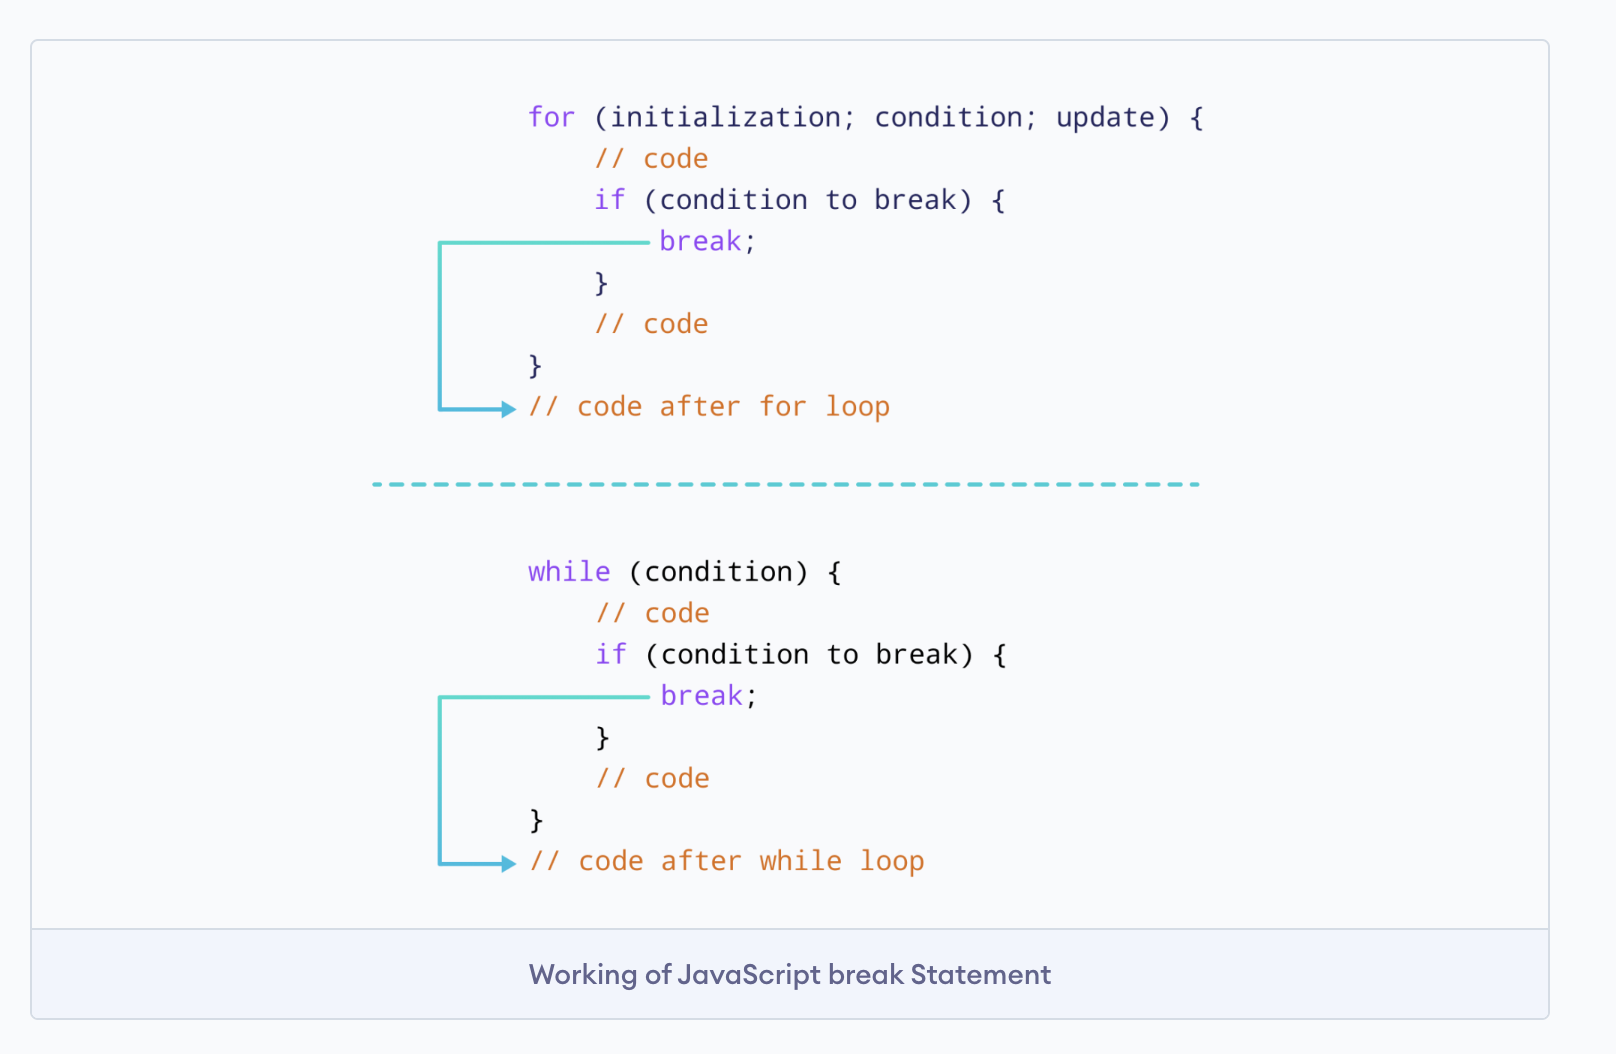 for (initialization; condition; update) {
    // code
    if (condition to break) {
        break;
    }
    // code
}
// code after for loop
while (condition) {
    // code
    if (condition to break) {
        break;
    }
    // code
}
// code after while loop
Working of JavaScript break Statement